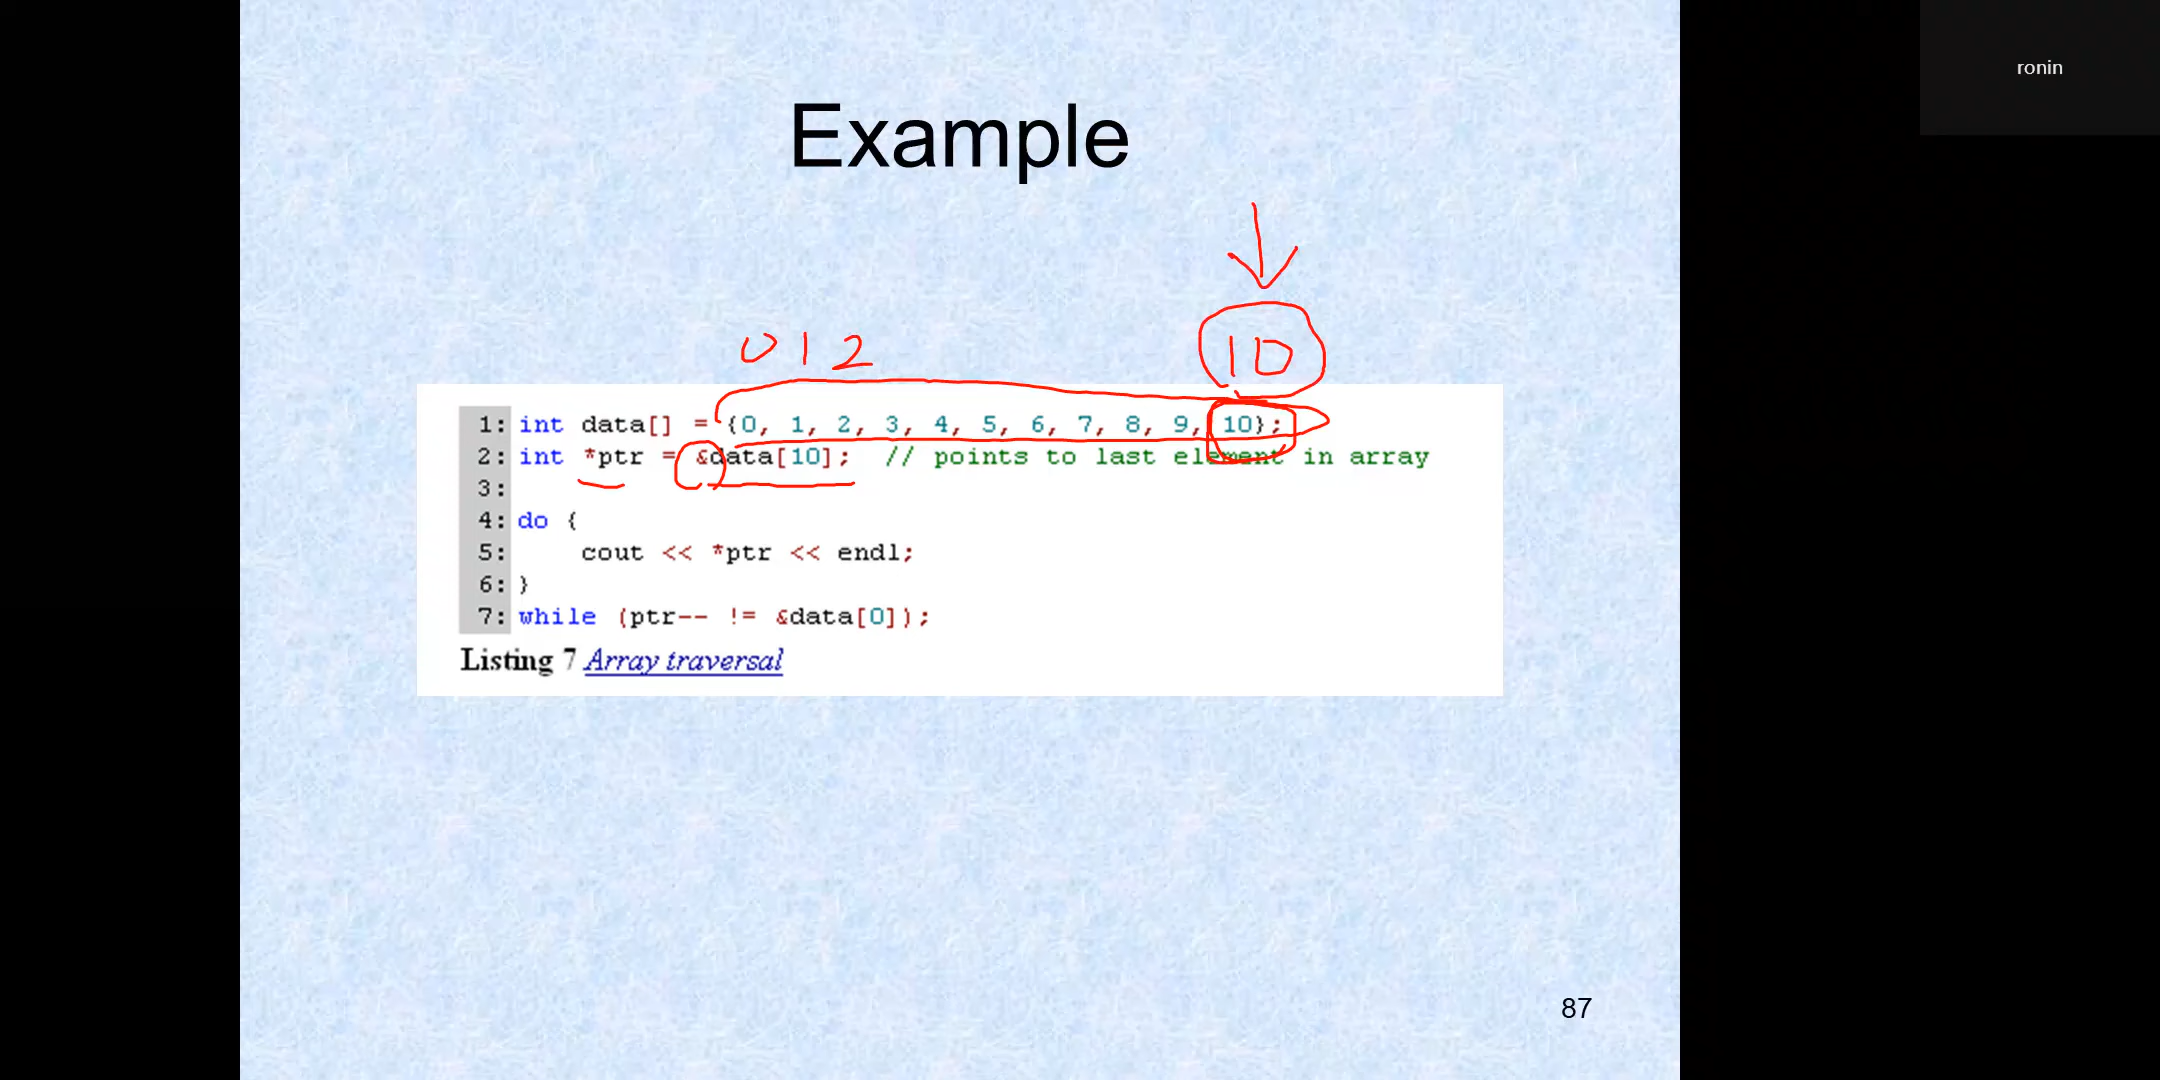 ronin
Example
0 1 2 10
1: int data[] = {0, 1, 2, 3, 4, 5, 6, 7, 8, 9, 10};
2: int *ptr = &data[10]; // points to last element in array
3:
4: do {
5: cout << *ptr << endl;
6: }
7: while (ptr-- != &data[0]);
Listing 7 Array traversal
87